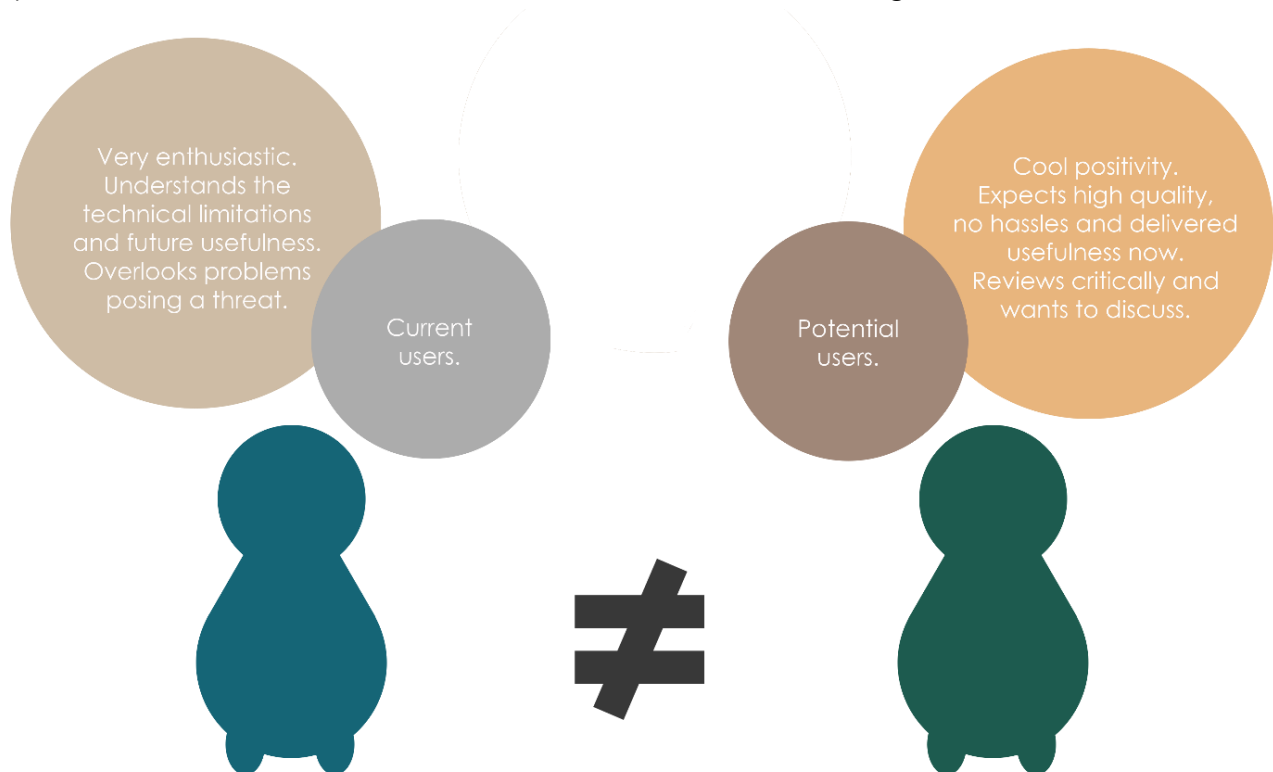 Very enthusiastic.
Understands the
technical limitations
and future usefulness.
Overlooks problems
posing a threat.
Current
users.
Potential
users.
Cool positivity.
Expects high quality,
no hassles and delivered
usefulness now.
Reviews critically and
wants to discuss.
≠